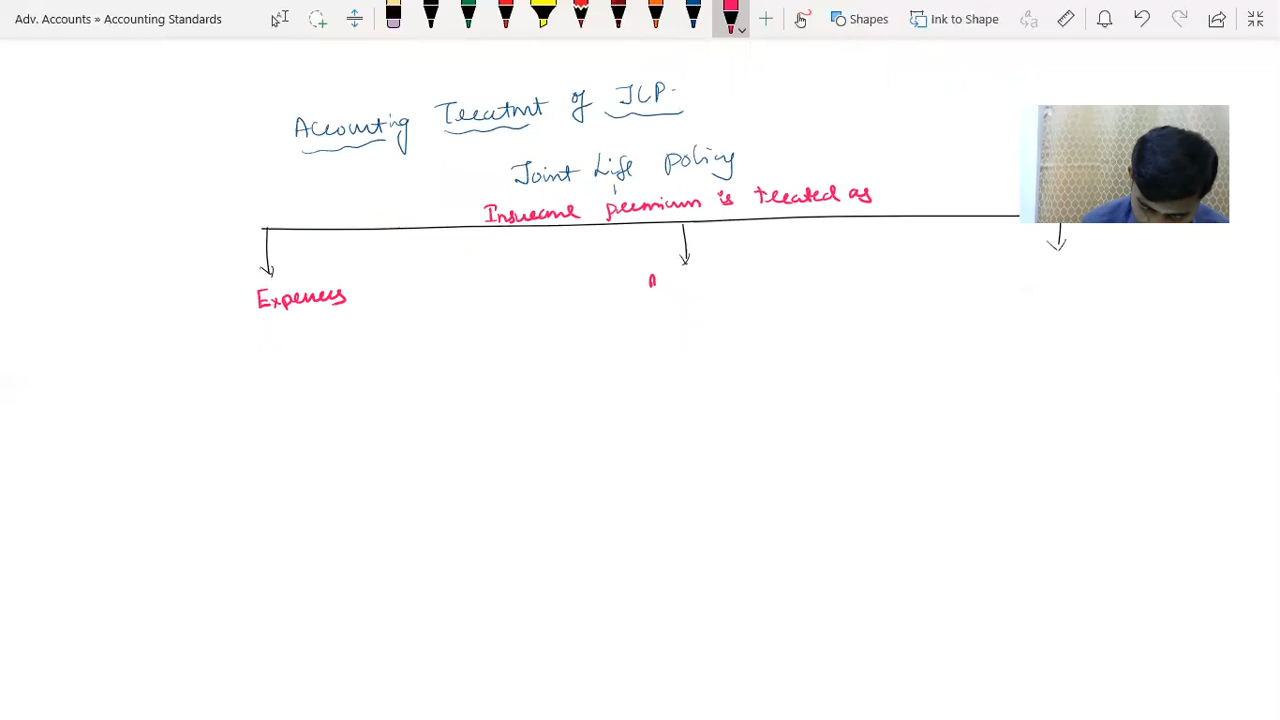 Adv. Accounts » Accounting Standards
Shapes
Ink to Shape
Accounting Treatment of JLP.
Joint Life Policy
Insurance premium is treated as
Expenses
A